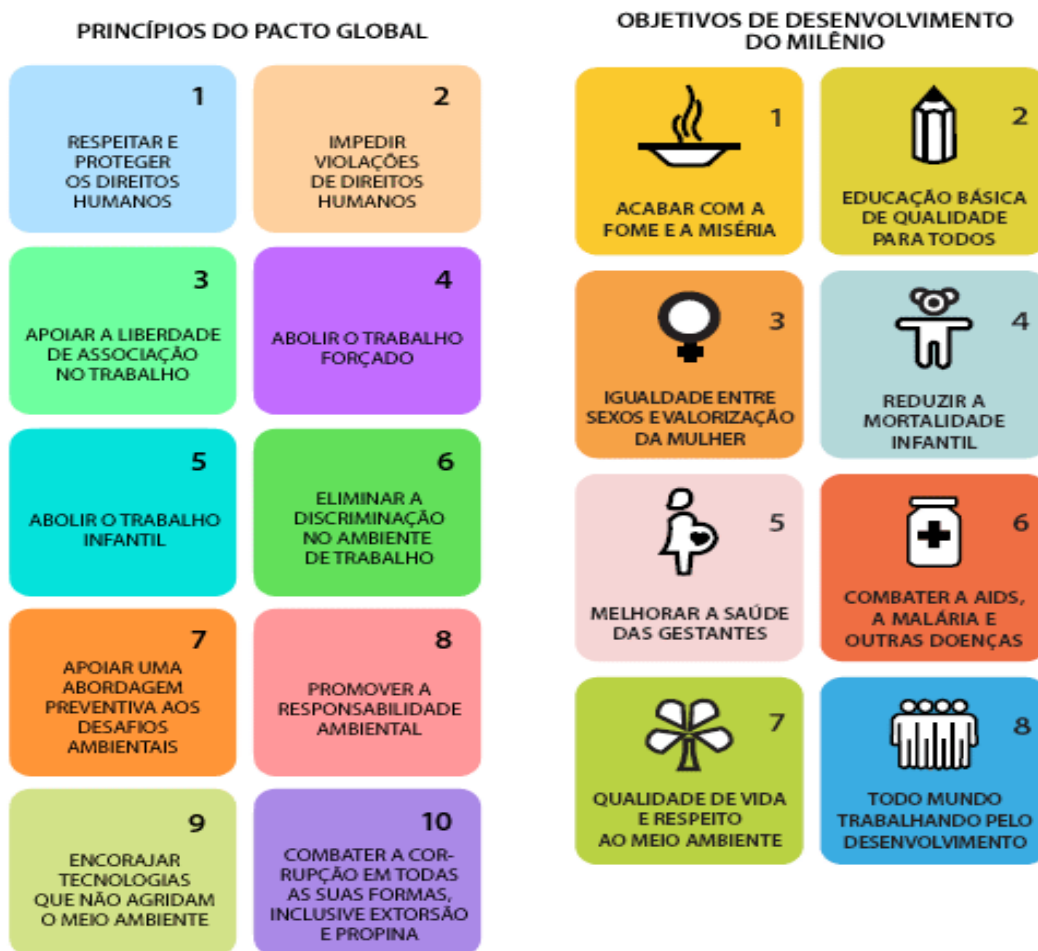 PRINCÍPIOS DO PACTO GLOBAL
1
RESPEITAR E
PROTEGER
OS DIREITOS
HUMANOS
2
IMPEDIR
VIOLAÇÕES
DE DIREITOS
HUMANOS
3
APOIAR A LIBERDADE
DE ASSOCIAÇÃO
NO TRABALHO
4
ABOLIR O TRABALHO
FORÇADO
5
ABOLIR O TRABALHO
INFANTIL
6
ELIMINAR A
DISCRIMINAÇÃO
NO AMBIENTE
DE TRABALHO
7
APOIAR UMA
ABORDAGEM
PREVENTIVA AOS
DESAFIOS
AMBIENTAIS
8
PROMOVER A
RESPONSABILIDADE
AMBIENTAL
9
ENCORAJAR
TECNOLOGIAS
QUE NÃO AGRIDAM
O MEIO AMBIENTE
10
COMBATER A COR-
RUPÇÃO EM TODAS
AS SUAS FORMAS,
INCLUSIVE EXTORSÃO
E PROPINA
OBJETIVOS DE DESENVOLVIMENTO
DO MILÊNIO
1
ACABAR COM A
FOME E A MISÉRIA
2
EDUCAÇÃO BÁSICA
DE QUALIDADE
PARA TODOS
3
IGUALDADE ENTRE
SEXOS E VALORIZAÇÃO
DA MULHER
4
REDUZIR A
MORTALIDADE
INFANTIL
5
MELHORAR A SAÚDE
DAS GESTANTES
6
COMBATER A AIDS,
A MALÁRIA E
OUTRAS DOENÇAS
7
QUALIDADE DE VIDA
E RESPEITO
AO MEIO AMBIENTE
8
TODO MUNDO
TRABALHANDO PELO
DESENVOLVIMENTO